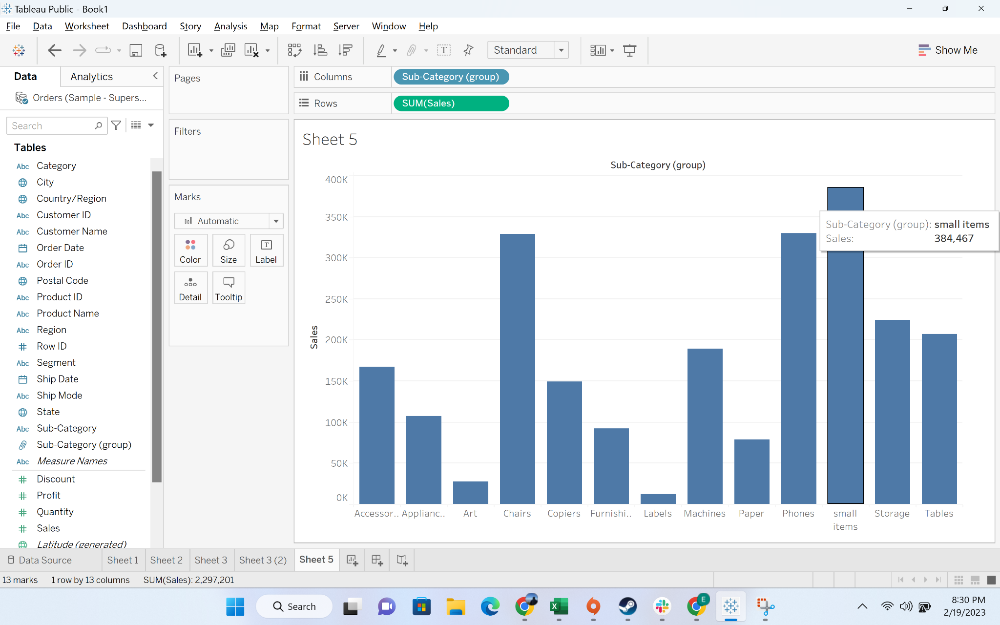 Tableau Public - Book1
File Data Worksheet Dashboard Story Analysis Map Format Server Window Help
Standard
Show Me
Data Analytics
Orders (Sample - Supers...
Search
Tables
Abc Category
City
Country/Region
Abc Customer ID
Abc Customer Name
Order Date
Abc Order ID
Postal Code
Abc Product ID
Abc Product Name
Abc Region
# Row ID
Abc Segment
Ship Date
Abc Ship Mode
State
Abc Sub-Category
Sub-Category (group)
Abc Measure Names
# Discount
# Profit
# Quantity
# Sales
Latitude (generated)
Pages
Filters
Marks
Automatic
Color Size T Label
Detail Tooltip
Columns Sub-Category (group)
Rows SUM(Sales)
Sheet 5
Sub-Category (group)
400K
350K
300K
250K
200K
150K
100K
50K
0K
Sales
Sub-Category (group): small items
Sales: 384,467
Accessor.. Applianc.. Art Chairs Copiers Furnishi.. Labels Machines Paper Phones small items Storage Tables
Data Source Sheet 1 Sheet 2 Sheet 3 Sheet 3 (2) Sheet 5
13 marks 1 row by 13 columns SUM(Sales): 2,297,201
Search
E
8:30 PM
2/19/2023